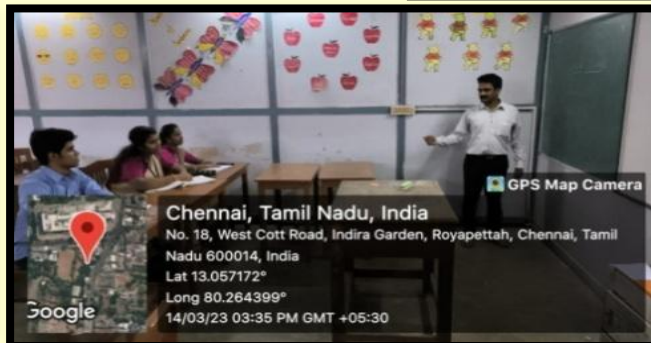 GPS Map Camera
Chennai, Tamil Nadu, India
No. 18, West Cott Road, Indira Garden, Royapettah, Chennai, Tamil
Nadu 600014, India
Lat 13.057172°
Long 80.264399°
14/03/23 03:35 PM GMT +05:30
Google